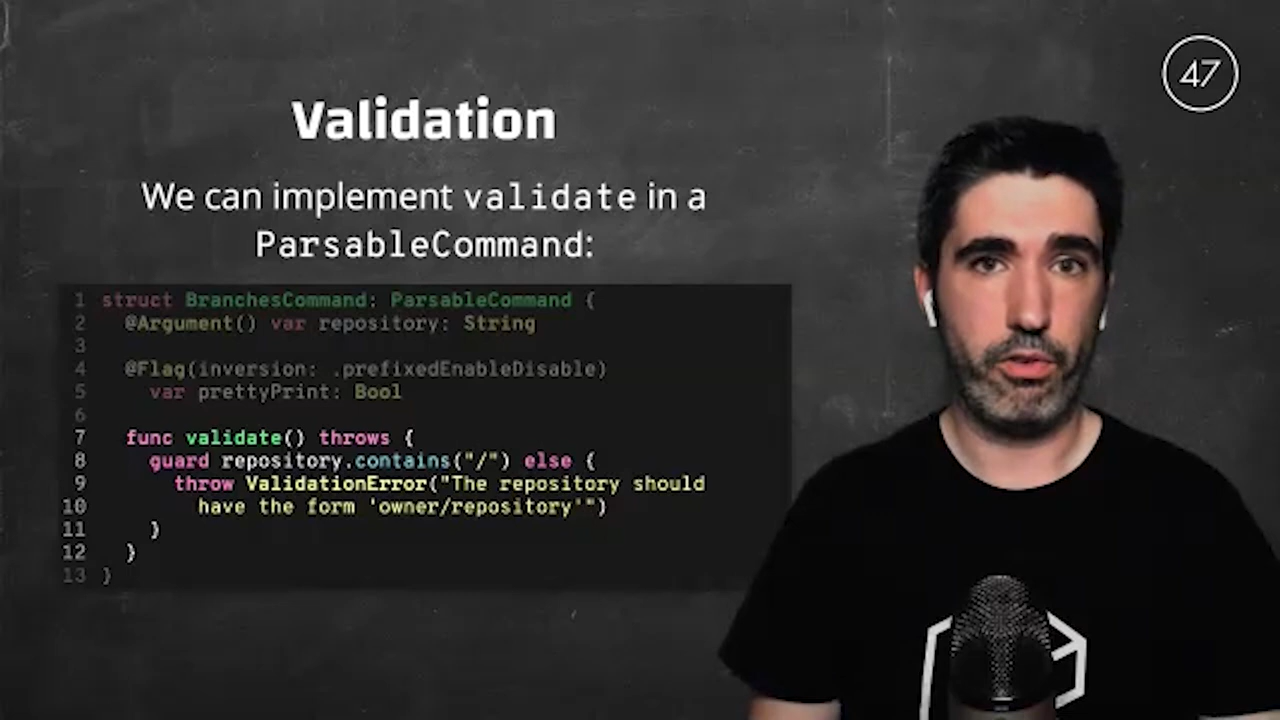 47
Validation
We can implement validate in a
ParsableCommand:
1 struct BranchesCommand: ParsableCommand {
2 @Argument() var repository: String
3
4 @Flag(inversion: .prefixedEnableDisable)
5 var prettyPrint: Bool
6
7 func validate() throws {
8 guard repository.contains("/") else {
9 throw ValidationError("The repository should
10 have the form 'owner/repository'")
11 }
12 }
13 }